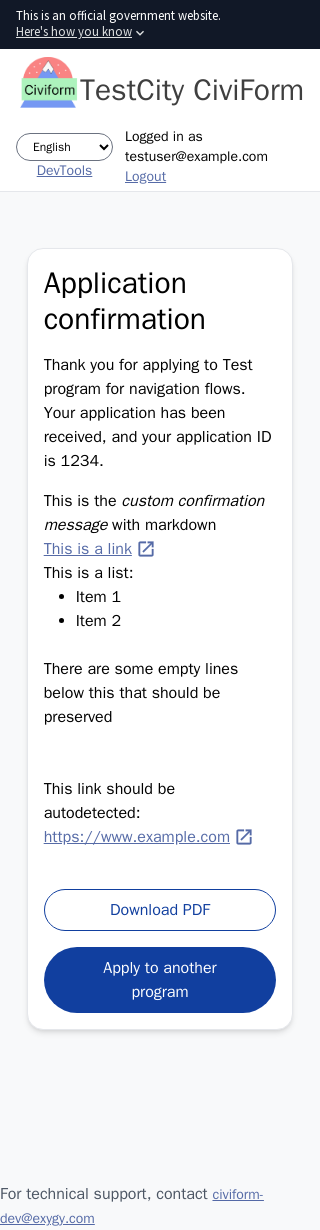 This is an official government website.
Here's how you know
Civiform
TestCity CiviForm
English
DevTools
Logged in as
testuser@example.com
Logout
Application
confirmation
Thank you for applying to Test
program for navigation flows.
Your application has been
received, and your application ID
is 1234.
This is the custom confirmation
message with markdown
This is a link
This is a list:
• Item 1
• Item 2
There are some empty lines
below this that should be
preserved
This link should be
autodetected:
https://www.example.com
Download PDF
Apply to another
program
For technical support, contact civiform-
dev@exygy.com